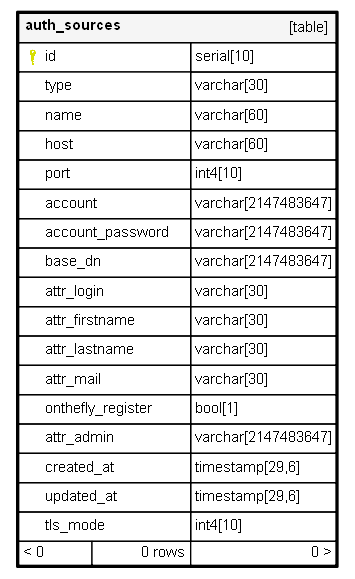 auth_sources [table]
id serial[10]
type varchar[30]
name varchar[60]
host varchar[60]
port int4[10]
account varchar[2147483647]
account_password varchar[2147483647]
base_dn varchar[2147483647]
attr_login varchar[30]
attr_firstname varchar[30]
attr_lastname varchar[30]
attr_mail varchar[30]
onthefly_register bool[1]
attr_admin varchar[2147483647]
created_at timestamp[29,6]
updated_at timestamp[29,6]
tls_mode int4[10]
< 0 0 rows 0 >